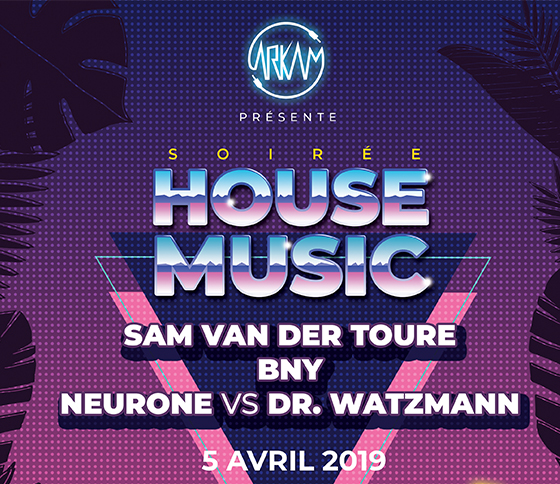 ARKAM
PRÉSENTE
SOIRÉE
HOUSE
MUSIC
SAM VAN DER TOURE
BNY
NEURONE VS DR. WATZMANN
5 AVRIL 2019